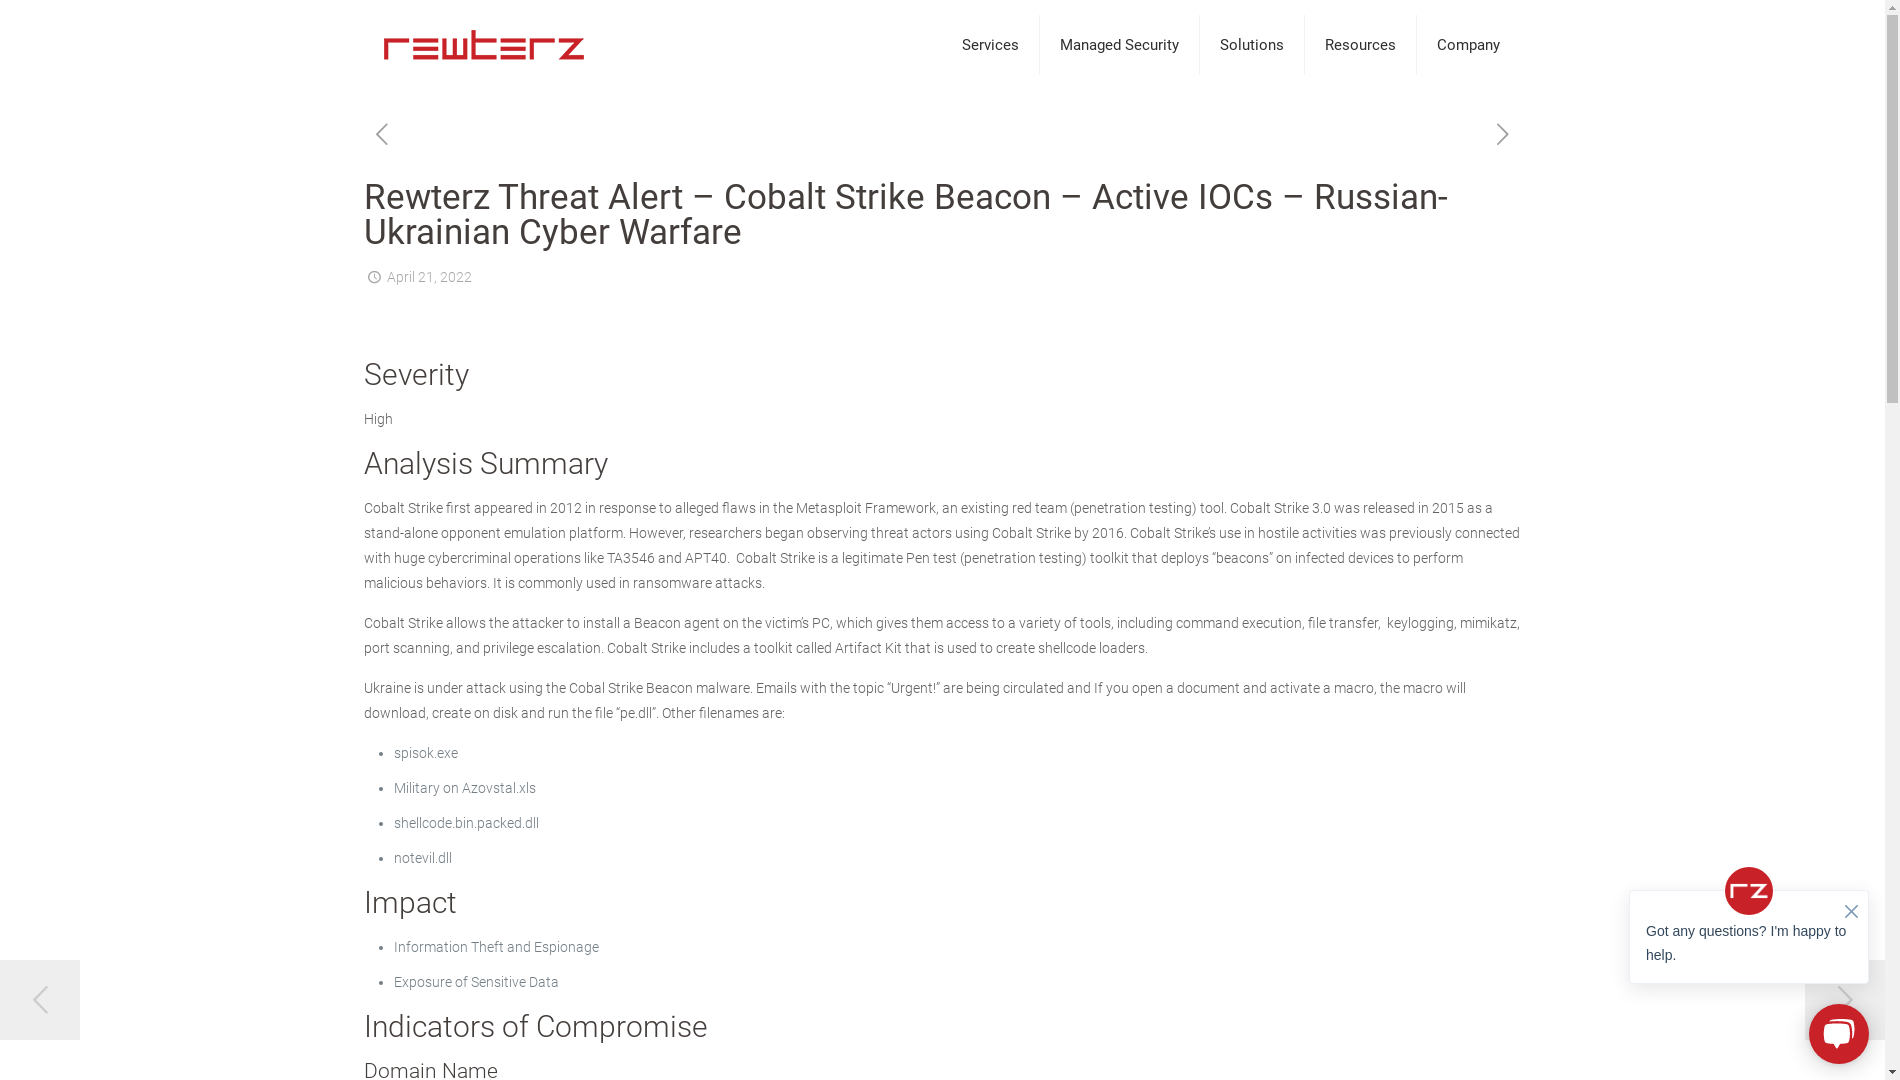 rewterz
Services
Managed Security
Solutions
Resources
Company
Rewterz Threat Alert – Cobalt Strike Beacon – Active IOCs – Russian-
Ukrainian Cyber Warfare
April 21, 2022
Severity
High
Analysis Summary
Cobalt Strike first appeared in 2012 in response to alleged flaws in the Metasploit Framework, an existing red team (penetration testing) tool. Cobalt Strike 3.0 was released in 2015 as a
stand-alone opponent emulation platform. However, researchers began observing threat actors using Cobalt Strike by 2016. Cobalt Strike’s use in hostile activities was previously connected
with huge cybercriminal operations like TA3546 and APT40.  Cobalt Strike is a legitimate Pen test (penetration testing) toolkit that deploys “beacons” on infected devices to perform
malicious behaviors. It is commonly used in ransomware attacks.
Cobalt Strike allows the attacker to install a Beacon agent on the victim’s PC, which gives them access to a variety of tools, including command execution, file transfer,  keylogging, mimikatz,
port scanning, and privilege escalation. Cobalt Strike includes a toolkit called Artifact Kit that is used to create shellcode loaders.
Ukraine is under attack using the Cobal Strike Beacon malware. Emails with the topic “Urgent!” are being circulated and If you open a document and activate a macro, the macro will
download, create on disk and run the file “pe.dll”. Other filenames are:
• spisok.exe
• Military on Azovstal.xls
• shellcode.bin.packed.dll
• notevil.dll
Impact
• Information Theft and Espionage
• Exposure of Sensitive Data
Indicators of Compromise
Domain Name
rz
Got any questions? I'm happy to
help.